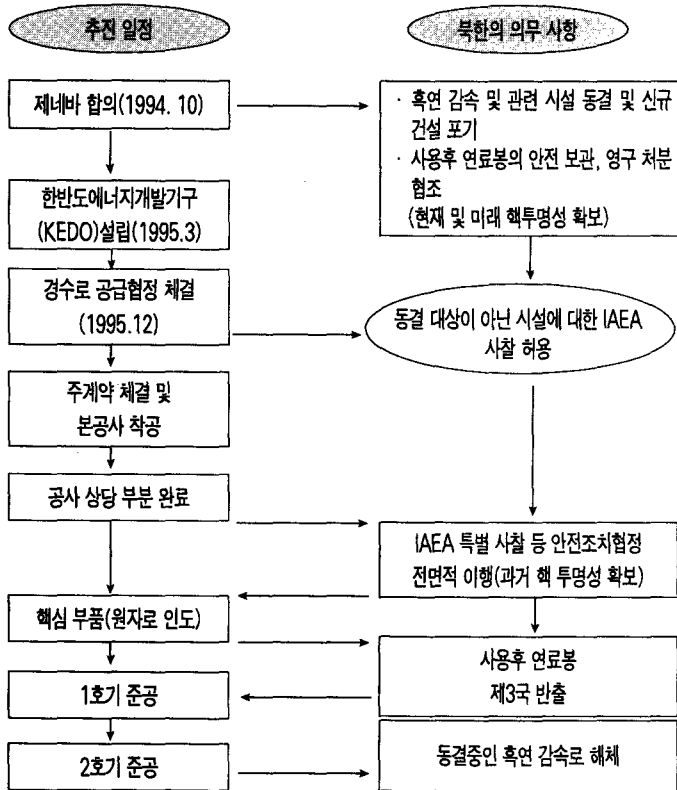 추진 일정
제네바 합의(1994. 10)
한반도에너지개발기구
(KEDO)설립(1995.3)
경수로 공급협정 체결
(1995.12)
주계약 체결 및
본공사 착공
공사 상당 부분 완료
핵심 부품(원자로 인도)
1호기 준공
2호기 준공
북한의 의무 사항
· 흑연 감속 및 관련 시설 동결 및 신규
건설 포기
· 사용후 연료봉의 안전 보관, 영구 처분
협조
(현재 및 미래 핵투명성 확보)
동결 대상이 아닌 시설에 대한 IAEA
사찰 허용
IAEA 특별 사찰 등 안전조치협정
전면적 이행(과거 핵 투명성 확보)
사용후 연료봉
제3국 반출
동결중인 흑연 감속로 해체